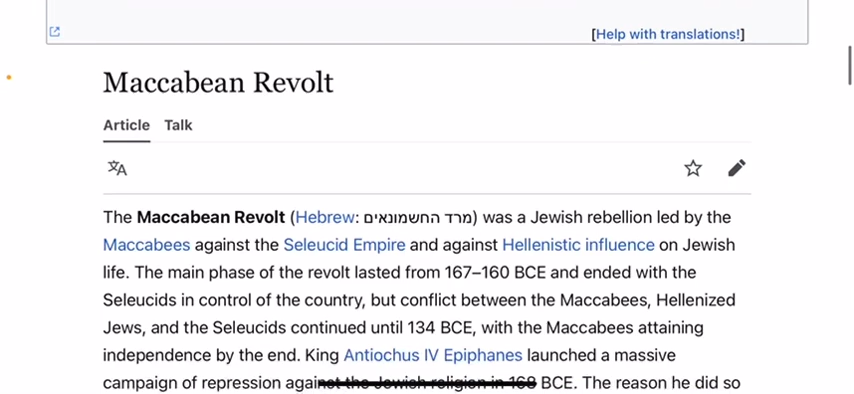 [Help with translations!]
Maccabean Revolt
Article Talk
The Maccabean Revolt (Hebrew: מרד החשמונאים) was a Jewish rebellion led by the
Maccabees against the Seleucid Empire and against Hellenistic influence on Jewish
life. The main phase of the revolt lasted from 167–160 BCE and ended with the
Seleucids in control of the country, but conflict between the Maccabees, Hellenized
Jews, and the Seleucids continued until 134 BCE, with the Maccabees attaining
independence by the end. King Antiochus IV Epiphanes launched a massive
campaign of repression against the Jewish religion in 168 BCE. The reason he did so